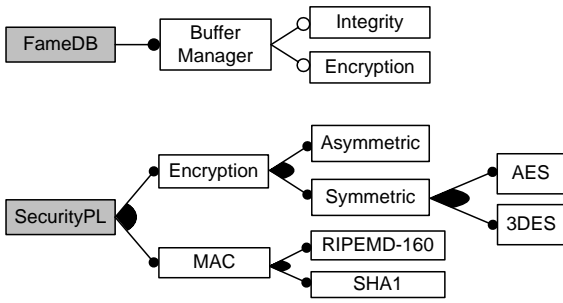 FameDB
Buffer
Manager
Integrity
Encryption
SecurityPL
Encryption
Asymmetric
Symmetric
AES
3DES
MAC
RIPEMD-160
SHA1